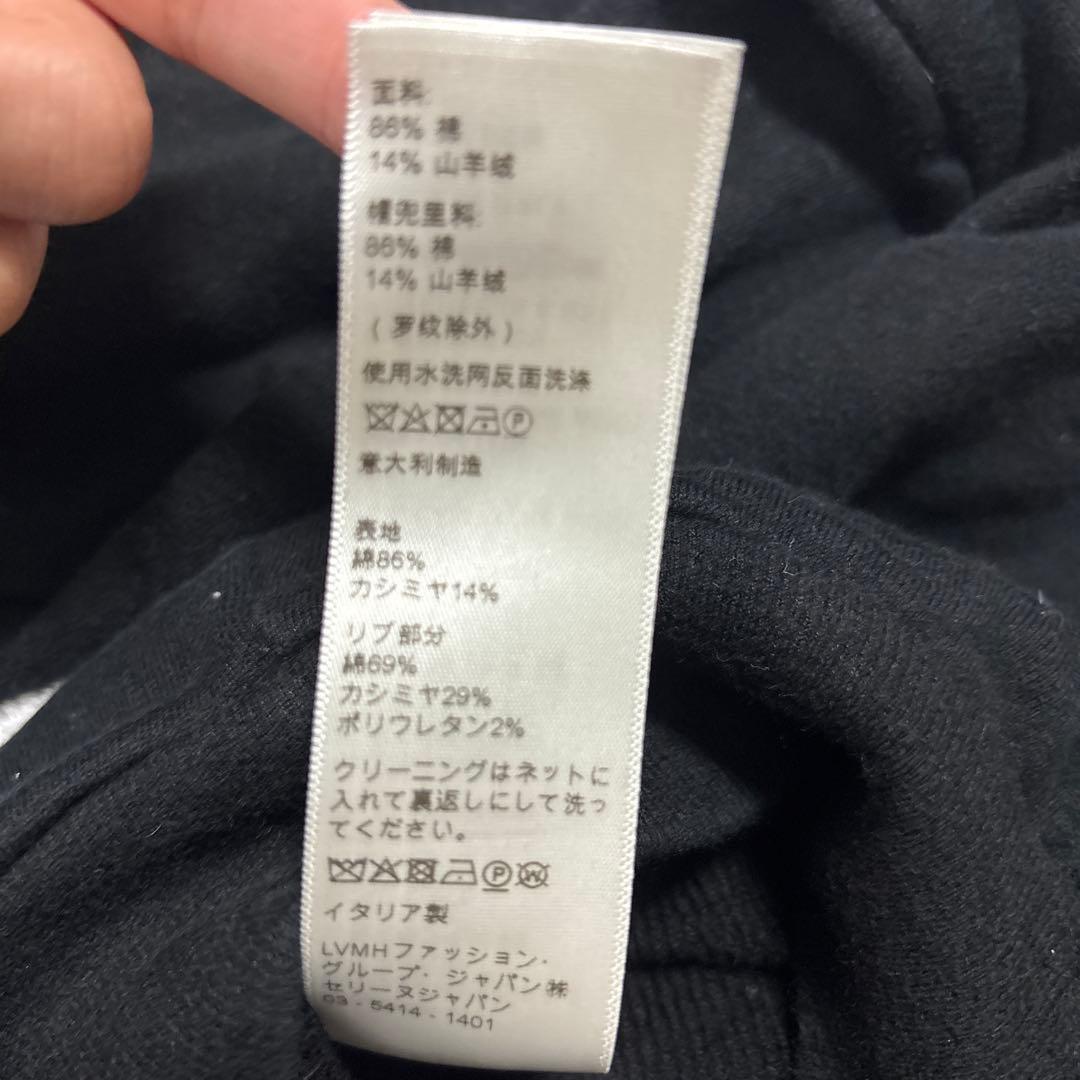 面料:
86% 棉
14% 山羊绒
帽兜里料:
86% 棉
14% 山羊绒
(罗纹除外)
使用水洗网反面洗涤
P
意大利制造
表地
綿86%
カシミヤ14%
リブ部分
綿69%
カシミヤ29%
ポリウレタン2%
クリーニングはネットに
入れて裏返しにして洗っ
てください。
P W
イタリア製
LVMHファッション・
グループ・ジャパン㈱
セリーヌジャパン
03-5414-1401